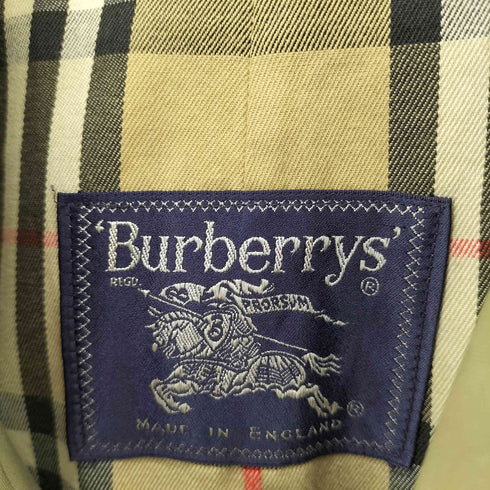 'Burberrys'®
REGD.
PRORSUM
®
MADE IN ENGLAND